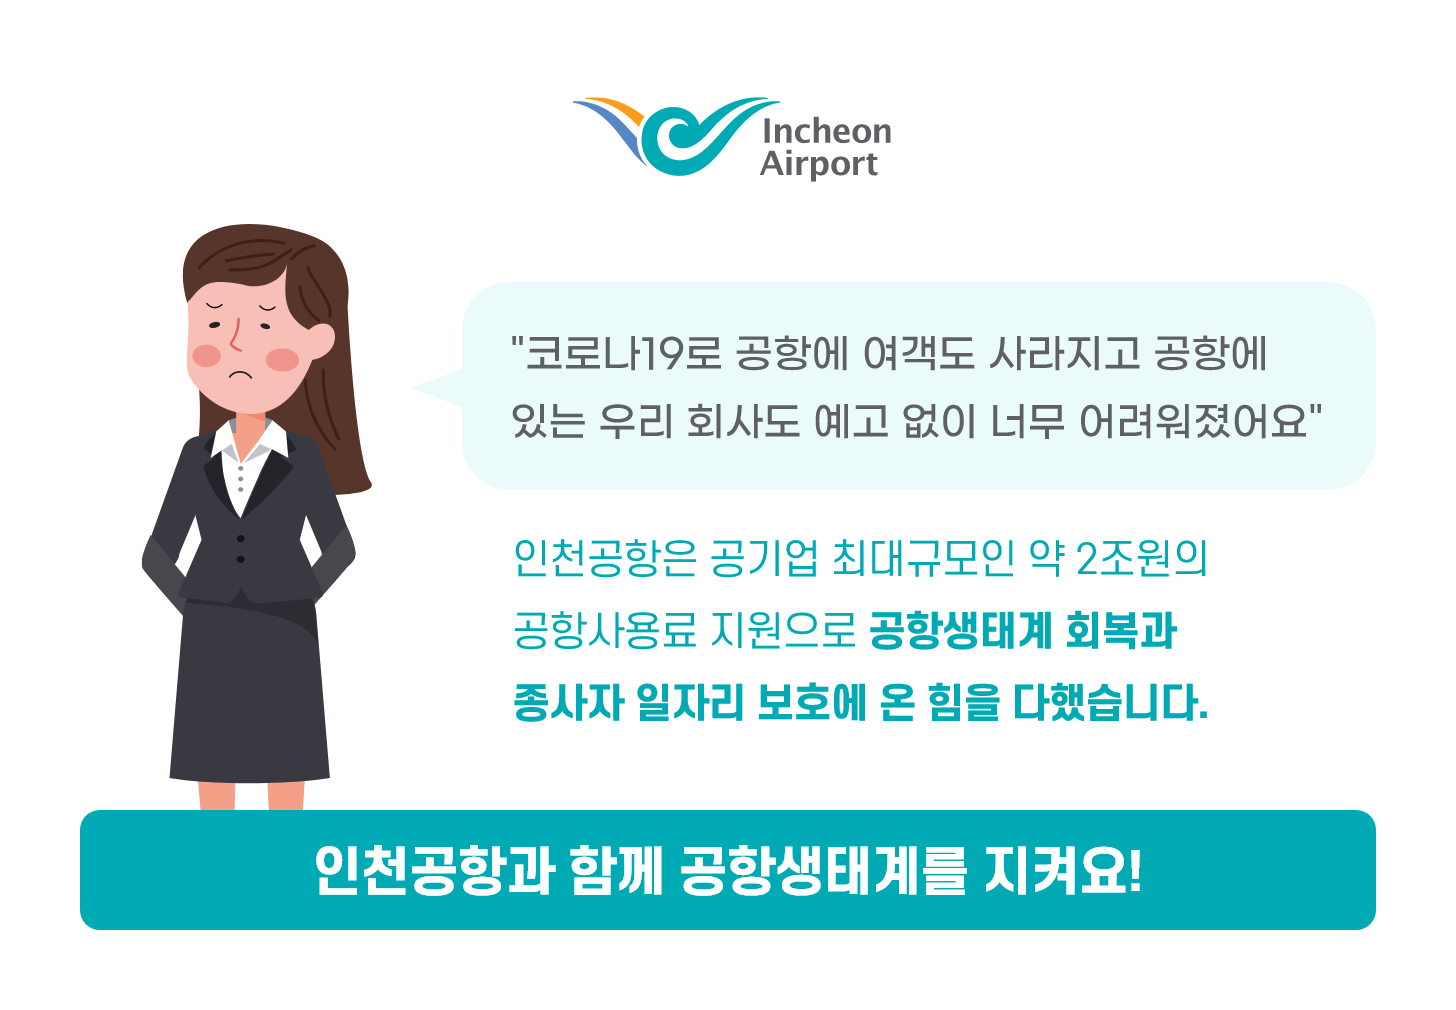 Incheon
Airport
"코로나19로 공항에 여객도 사라지고 공항에
있는 우리 회사도 예고 없이 너무 어려워졌어요"
인천공항은 공기업 최대규모인 약 2조원의
공항사용료 지원으로 공항생태계 회복과
종사자 일자리 보호에 온 힘을 다했습니다.
인천공항과 함께 공항생태계를 지켜요!